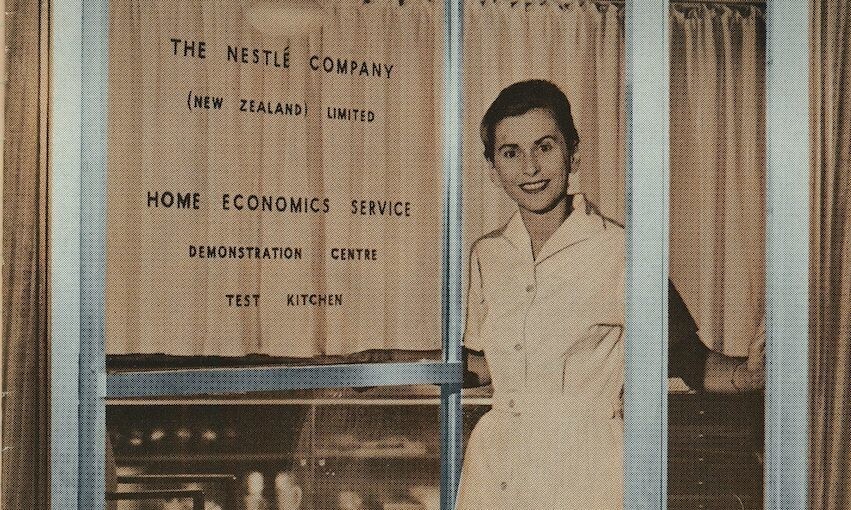 THE NESTLÉ COMPANY
(NEW ZEALAND) LIMITED
HOME ECONOMICS SERVICE
DEMONSTRATION CENTRE
TEST KITCHEN